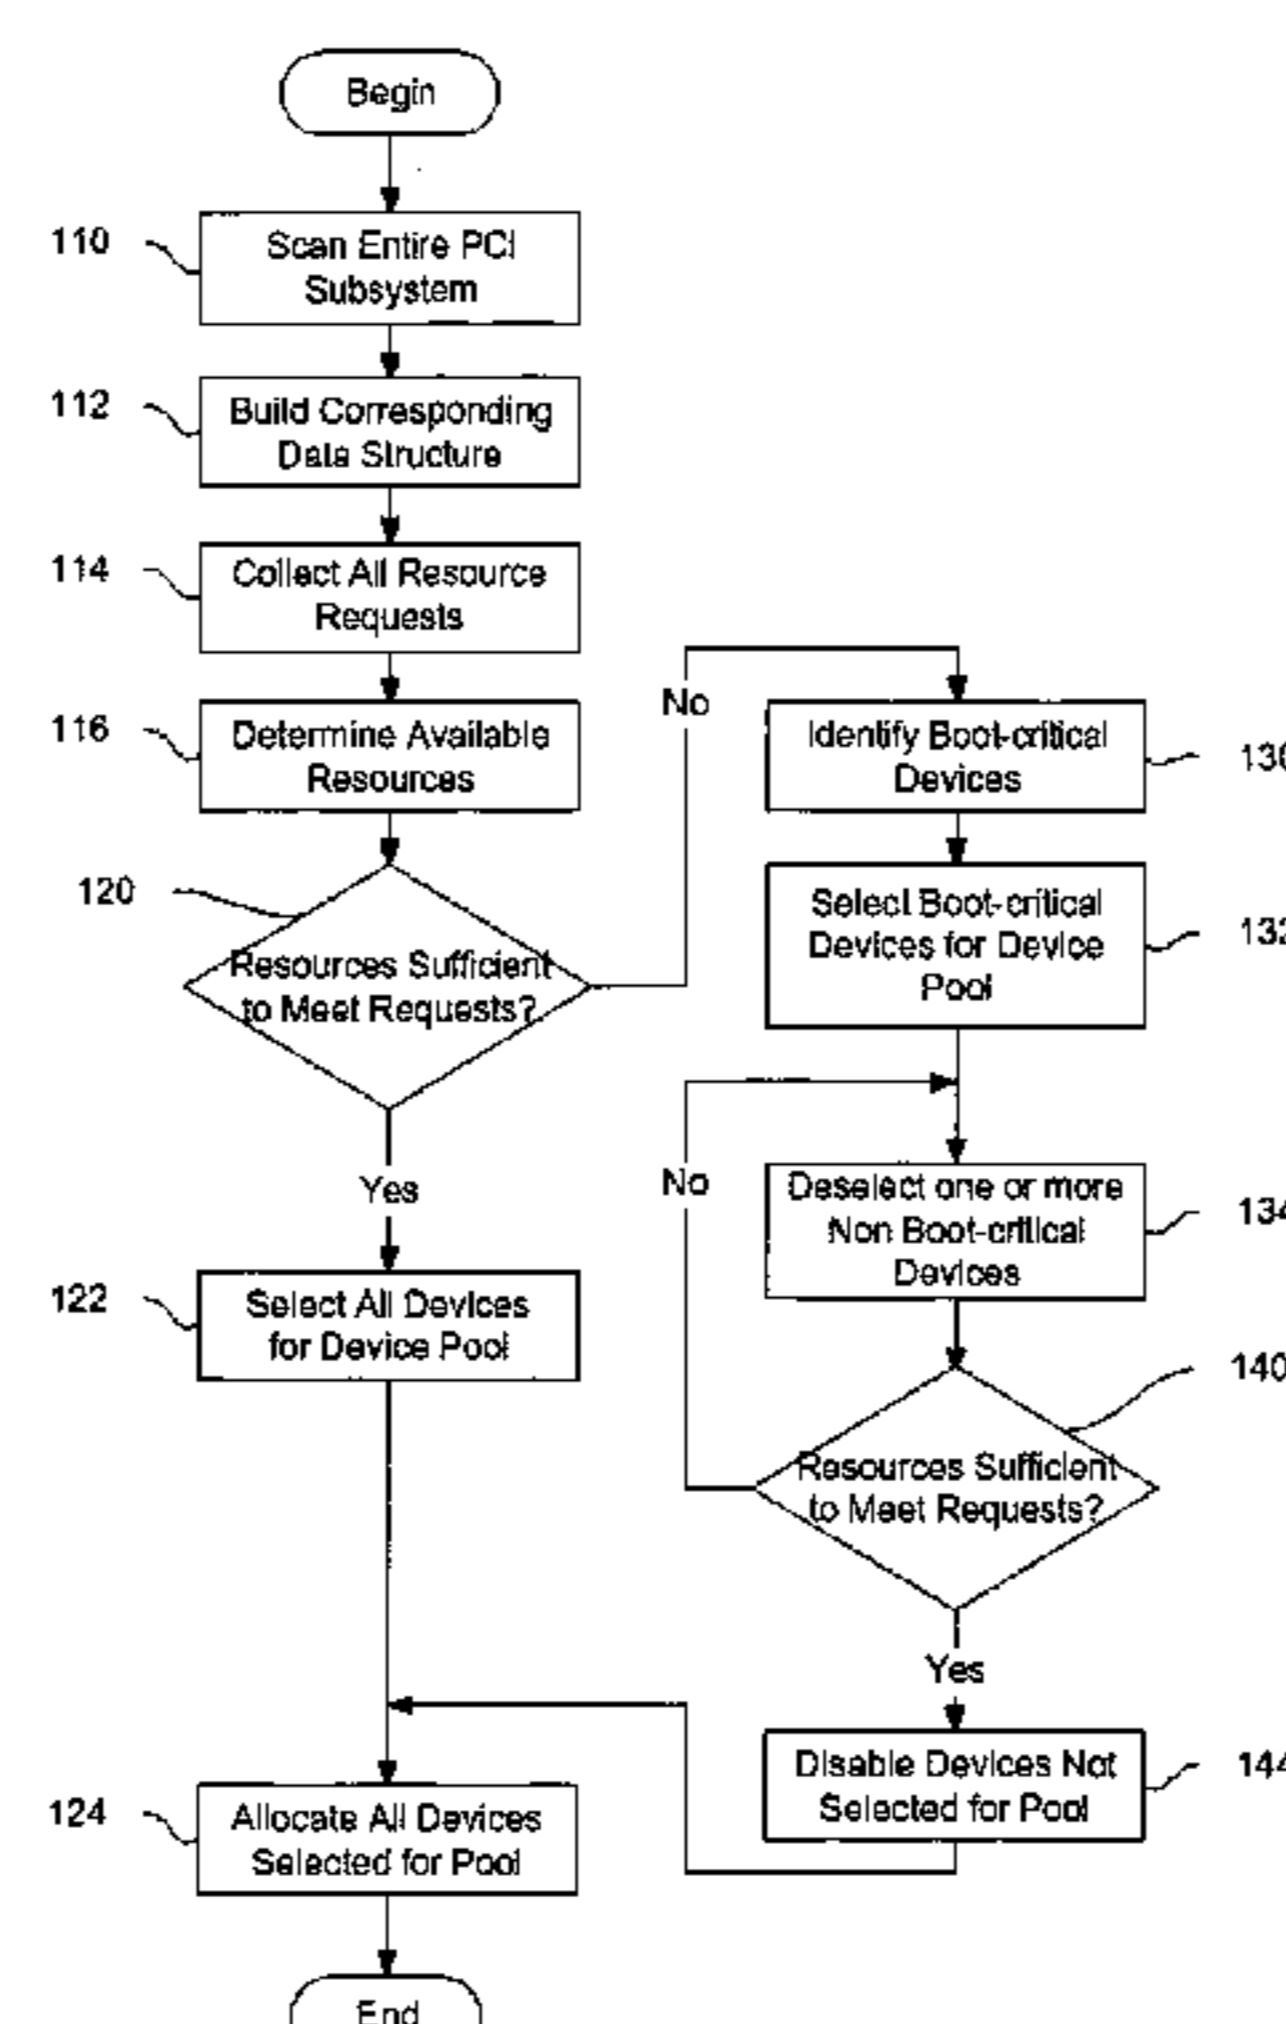 Begin
110
Scan Entire PCI
Subsystem
112
Build Corresponding
Data Structure
114
Collect All Resource
Requests
116
Determine Available
Resources
120
Resources Sufficient
to Meet Requests?
Yes
122
Select All Devices
for Device Pool
124
Allocate All Devices
Selected for Pool
End
No
Identify Boot-critical
Devices
130
Select Boot-critical
Devices for Device
Pool
132
No
Deselect one or more
Non Boot-critical
Devices
134
140
Resources Sufficient
to Meet Requests?
Yes
Disable Devices Not
Selected for Pool
144